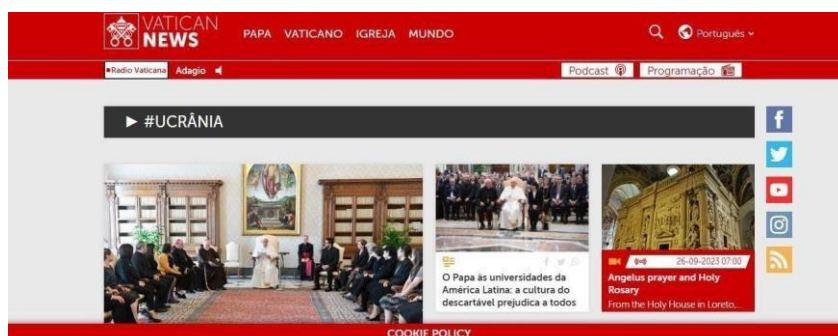 VATICAN
NEWS
PAPA VATICANO IGREJA MUNDO
Português
Radio Vaticana Adagio
Podcast
Programação
► #UCRÂNIA
26-09-2023 07:00
O Papa às universidades da
América Latina: a cultura do
descartável prejudica a todos
Angelus prayer and Holy
Rosary
From the Holy House in Loreto,...
COOKIE POLICY